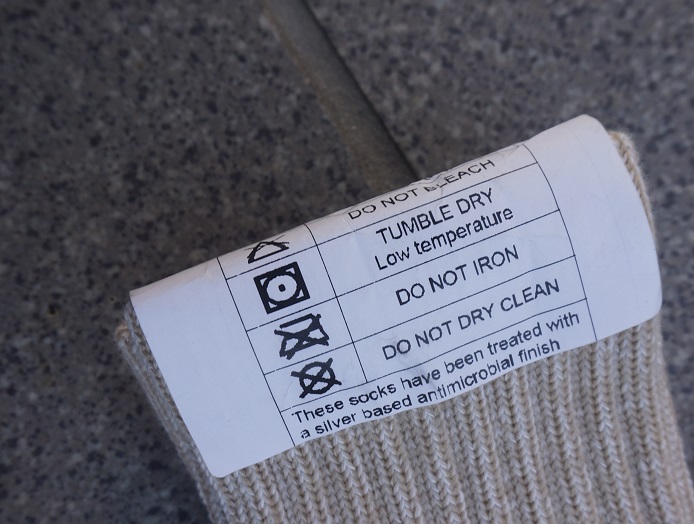 DO NOT BLEACH
TUMBLE DRY
Low temperature
DO NOT IRON
DO NOT DRY CLEAN
These socks have been treated with
a silver based antimicrobial finish